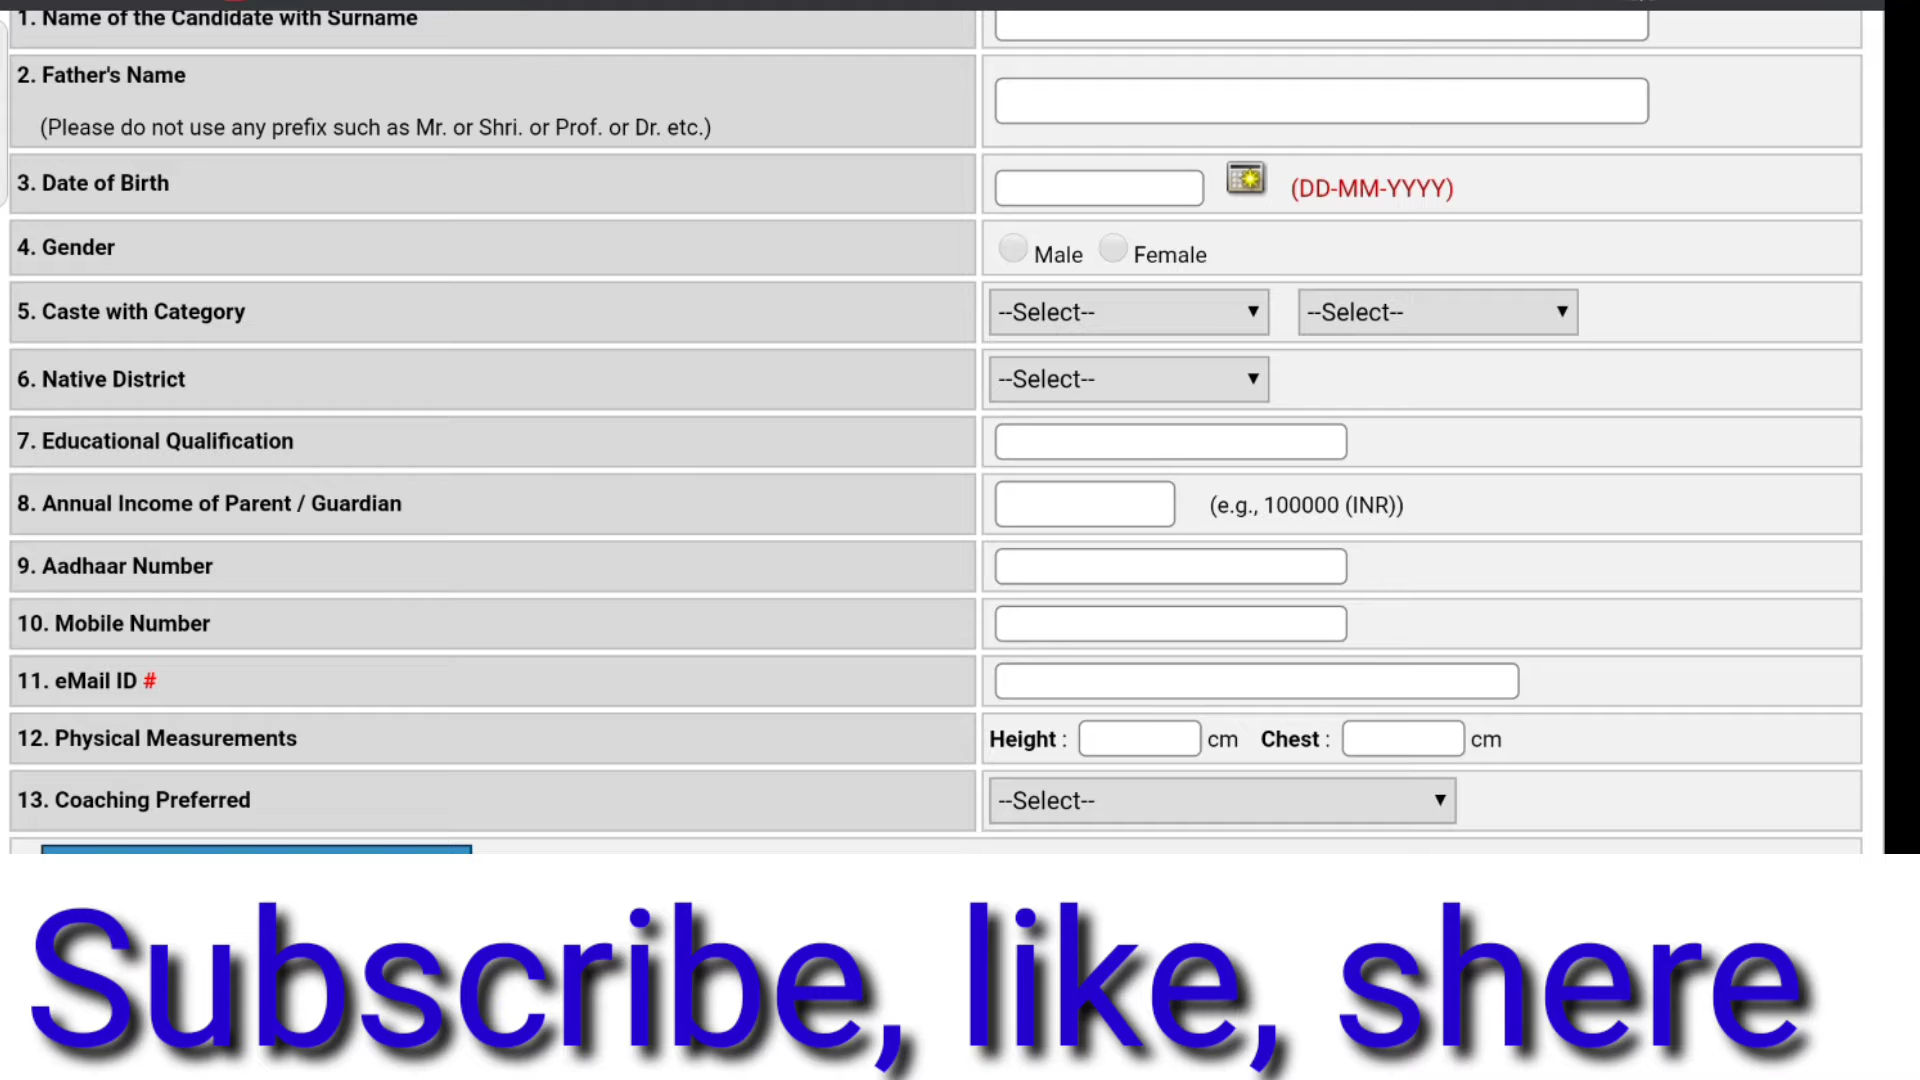 1. Name of the Candidate with Surname
2. Father's Name
(Please do not use any prefix such as Mr. or Shri. or Prof. or Dr. etc.)
3. Date of Birth (DD-MM-YYYY)
4. Gender Male Female
5. Caste with Category --Select-- --Select--
6. Native District --Select--
7. Educational Qualification
8. Annual Income of Parent / Guardian (e.g., 100000 (INR))
9. Aadhaar Number
10. Mobile Number
11. eMail ID #
12. Physical Measurements Height : cm Chest : cm
13. Coaching Preferred --Select--
Subscribe, like, shere